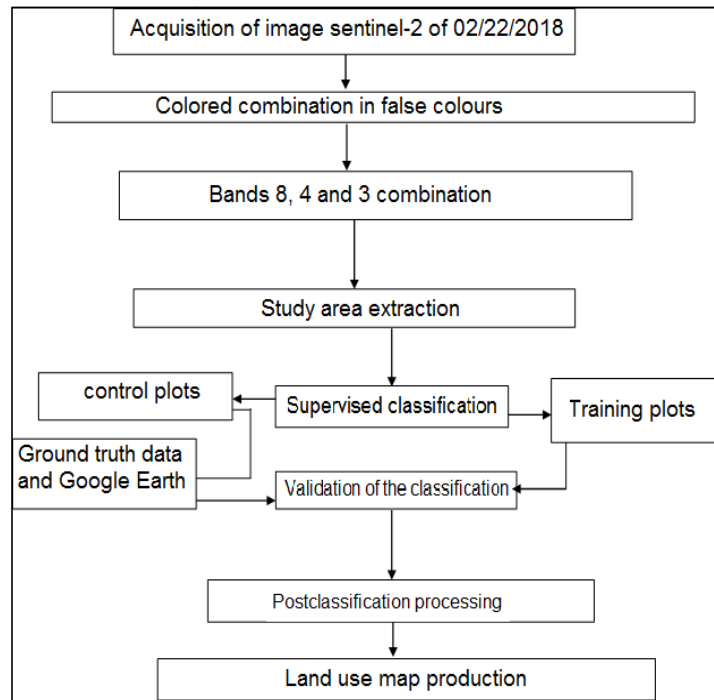 Acquisition of image sentinel-2 of 02/22/2018
Colored combination in false colours
Bands 8, 4 and 3 combination
Study area extraction
control plots
Supervised classification
Training plots
Ground truth data
and Google Earth
Validation of the classification
Postclassification processing
Land use map production